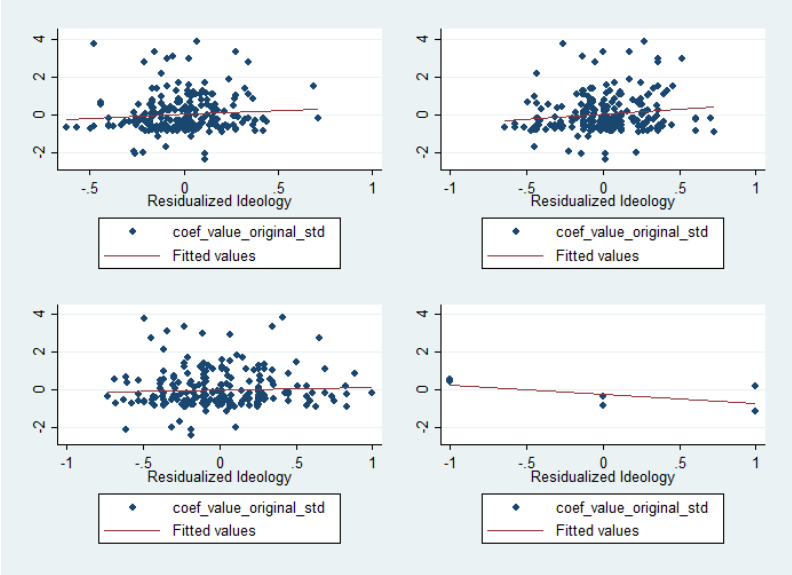 4
2
0
-2
-.5 0 .5 1
Residualized Ideology
coef_value_original_std
Fitted values
4
2
0
-2
-1 -.5 0 .5 1
Residualized Ideology
coef_value_original_std
Fitted values
4
2
0
-2
-1 -.5 0 .5 1
Residualized Ideology
coef_value_original_std
Fitted values
4
2
0
-2
-1 -.5 0 .5 1
Residualized Ideology
coef_value_original_std
Fitted values